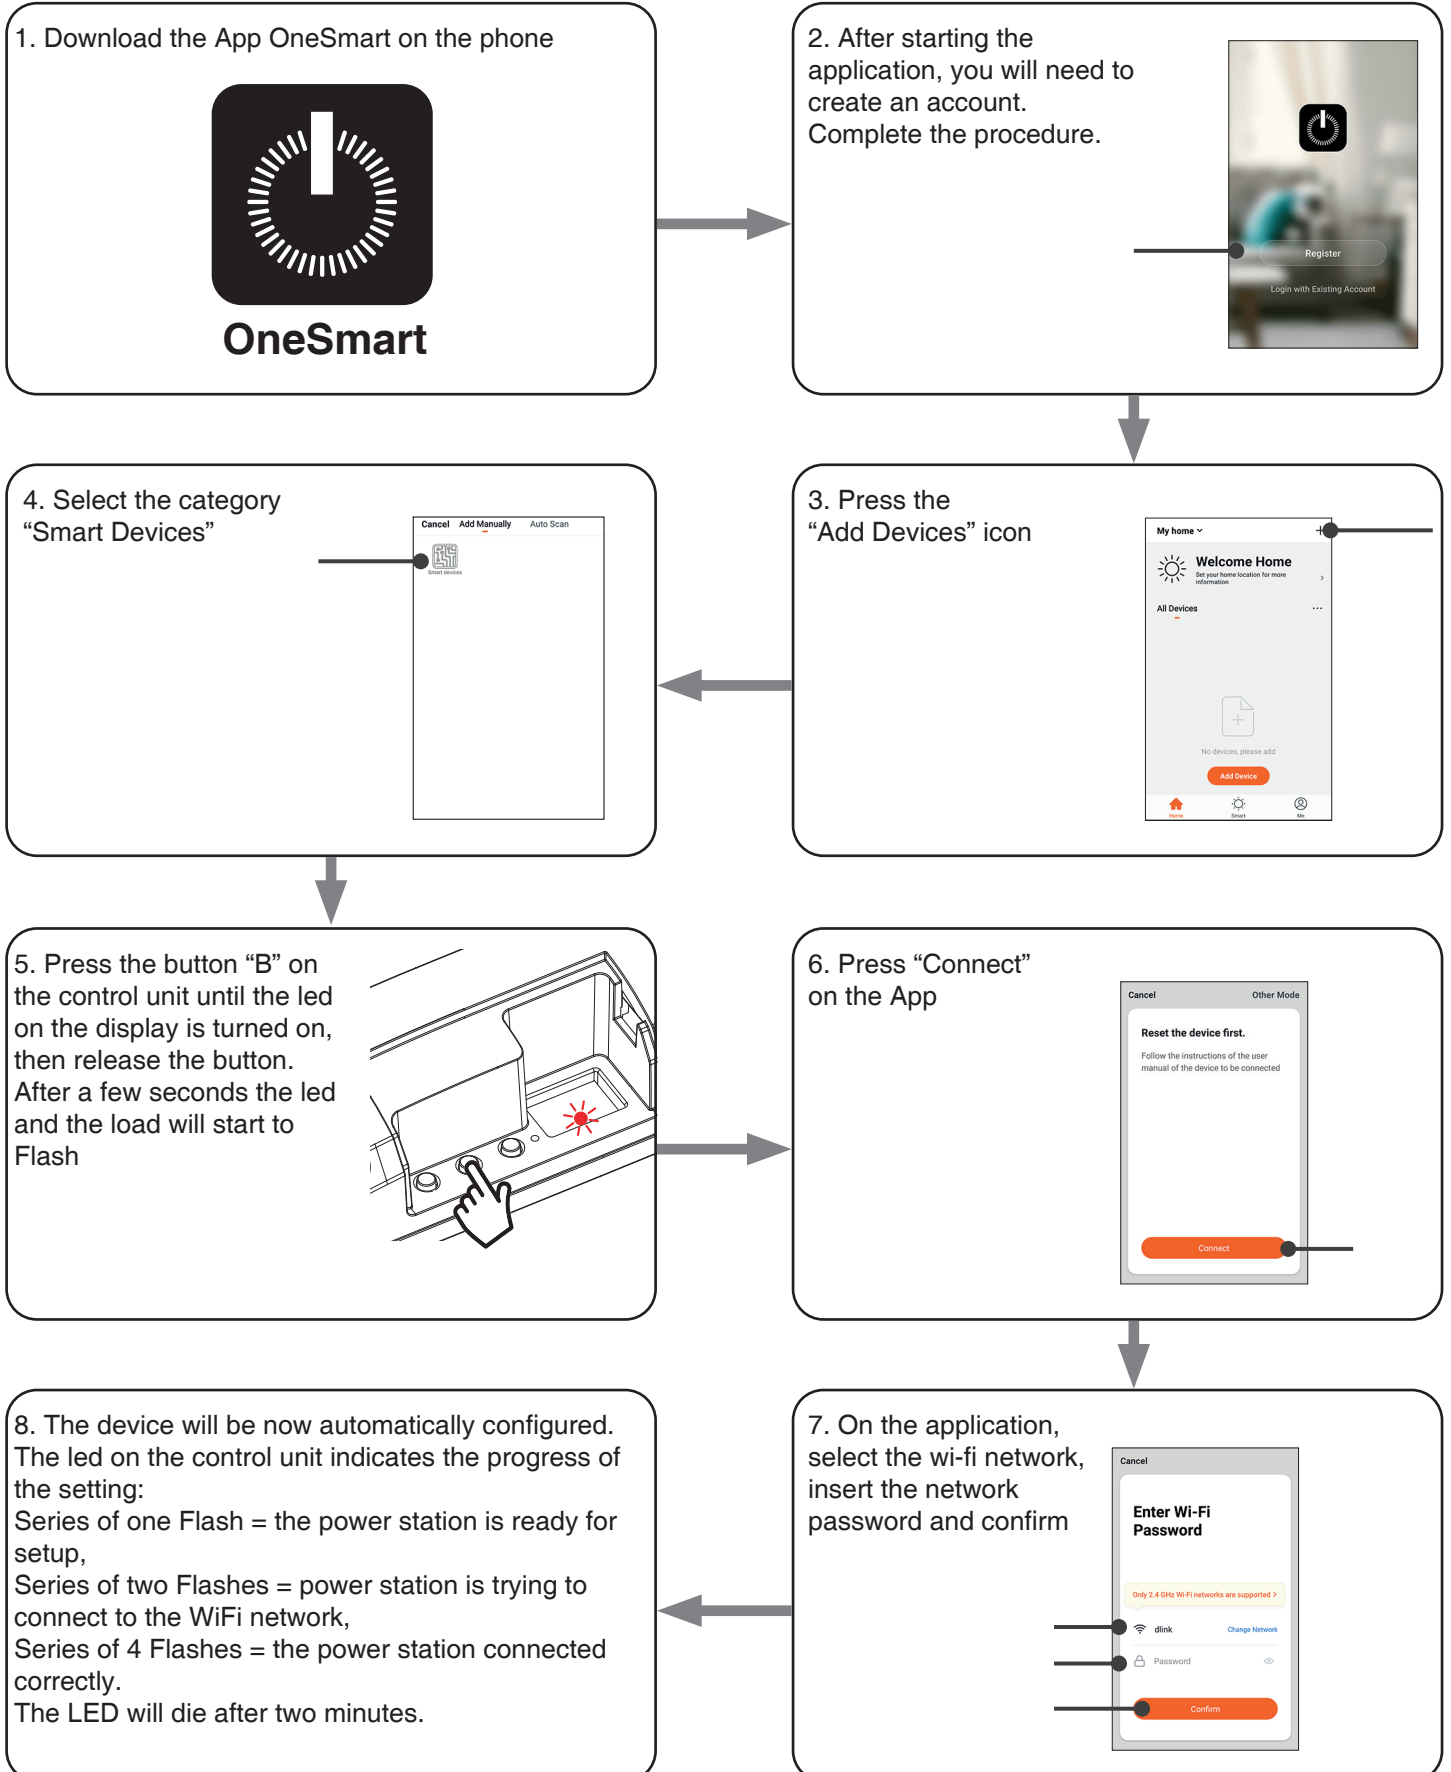 1. Download the App OneSmart on the phone
OneSmart
2. After starting the
application, you will need to
create an account.
Complete the procedure.
Register
Login with Existing Account
3. Press the
“Add Devices” icon
My home
Welcome Home
Set your home location for more
information
All Devices
No devices, please add
Add Device
Home Smart Me
4. Select the category
“Smart Devices”
Cancel Add Manually Auto Scan
Smart devices
5. Press the button “B” on
the control unit until the led
on the display is turned on,
then release the button.
After a few seconds the led
and the load will start to
Flash
6. Press “Connect”
on the App
Cancel Other Mode
Reset the device first.
Follow the instructions of the user
manual of the device to be connected
Connect
7. On the application,
select the wi-fi network,
insert the network
password and confirm
Cancel
Enter Wi-Fi
Password
Only 2.4 GHz Wi-Fi networks are supported >
dlink Change Network
Password
Confirm
8. The device will be now automatically configured.
The led on the control unit indicates the progress of
the setting:
Series of one Flash = the power station is ready for
setup,
Series of two Flashes = power station is trying to
connect to the WiFi network,
Series of 4 Flashes = the power station connected
correctly.
The LED will die after two minutes.